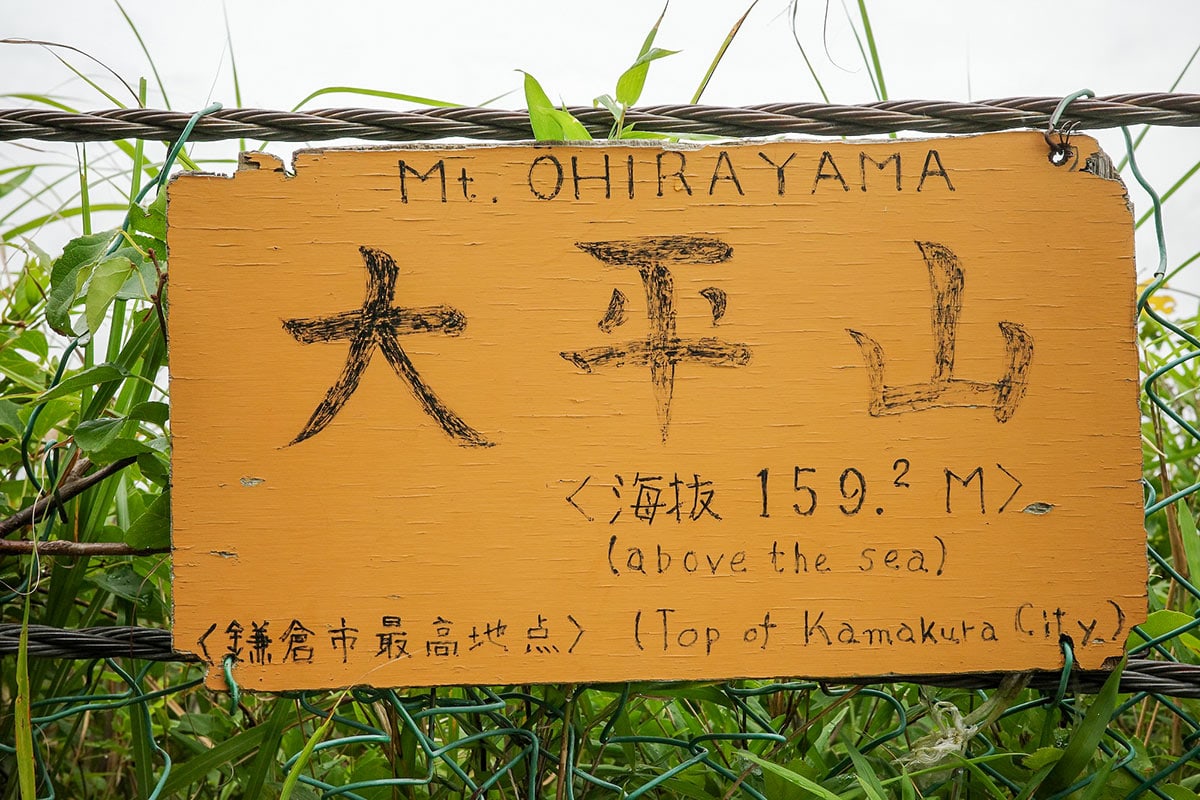 Mt. OHIRAYAMA
大平山
〈海抜 159.² M〉
(above the sea)
〈鎌倉市最高地点〉 (Top of Kamakura City)